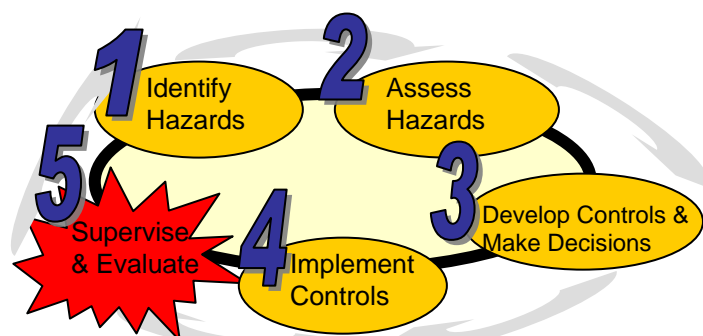 1
Identify
Hazards
2
Assess
Hazards
3
Develop Controls &
Make Decisions
4
Implement
Controls
5
Supervise
& Evaluate